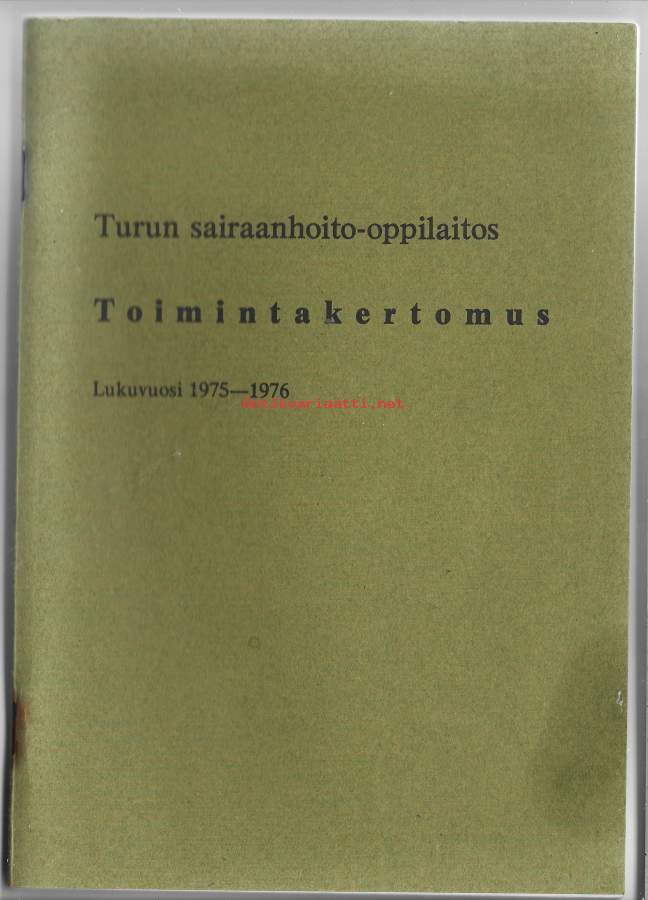 Turun sairaanhoito-oppilaitos
Toimintakertomus
Lukuvuosi 1975—1976
antikvariaatti.net